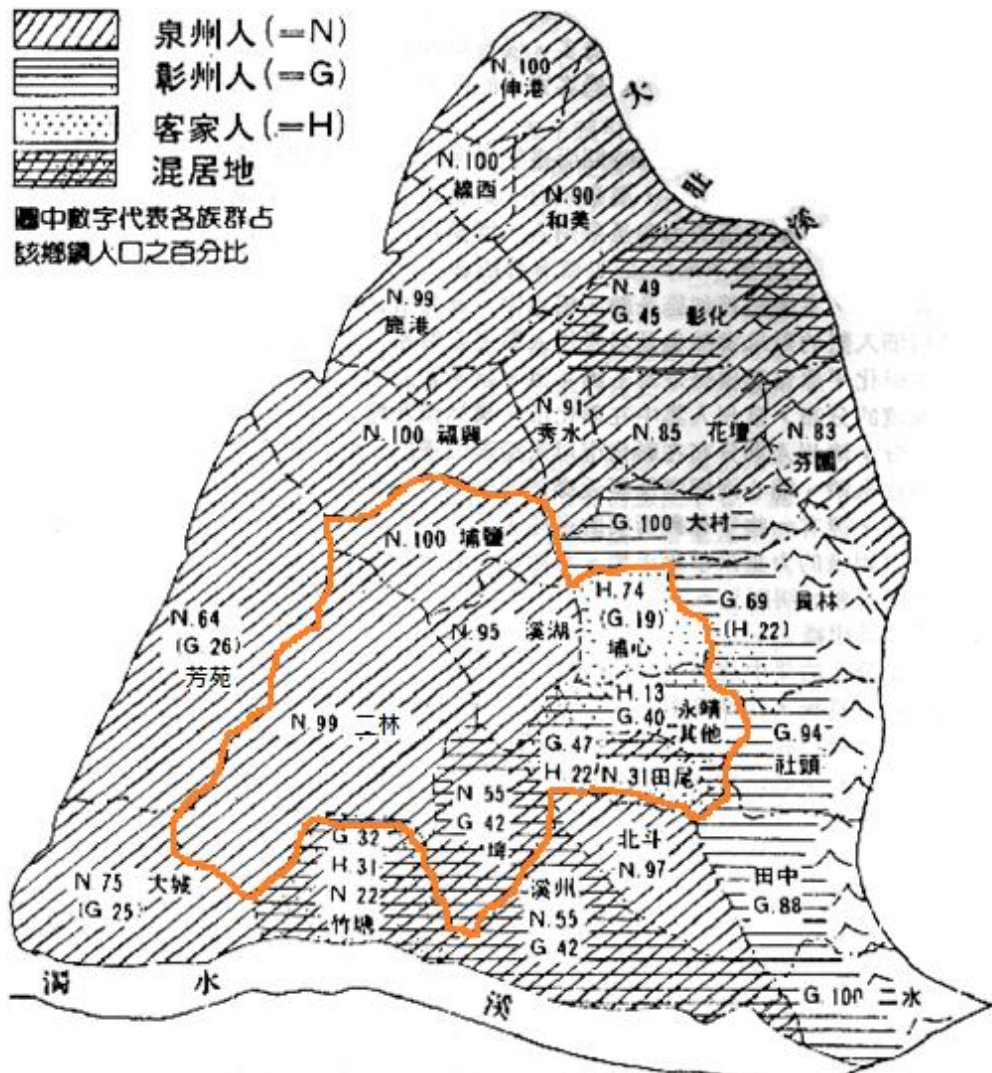 泉州人(=N)
彰州人(=G)
客家人(=H)
混居地
圖中數字代表各族群占
該鄉鎮人口之百分比
N.100
伸港
大
肚
溪
N.100
線西
N.90
和美
N.99
鹿港
N.49
G.45 彰化
N.100 福興
N.91
秀水
N.85 花壇
N.83
芬園
G.100 大村
N.100 埔鹽
N.64
(G.26)
芳苑
N.95 溪湖
H.74
(G.19)
埔心
G.69 員林
(H.22)
N.99 二林
H.13
G.40
永靖
其他
G.94
社頭
G.47
H.22
N.31田尾
N.55
G.42
埤
G.32
H.31
N.22
竹塘
北斗
N.97
溪州
N.55
G.42
田中
G.88
N.75 大城
(G.25)
濁
水
溪
G.100 二水